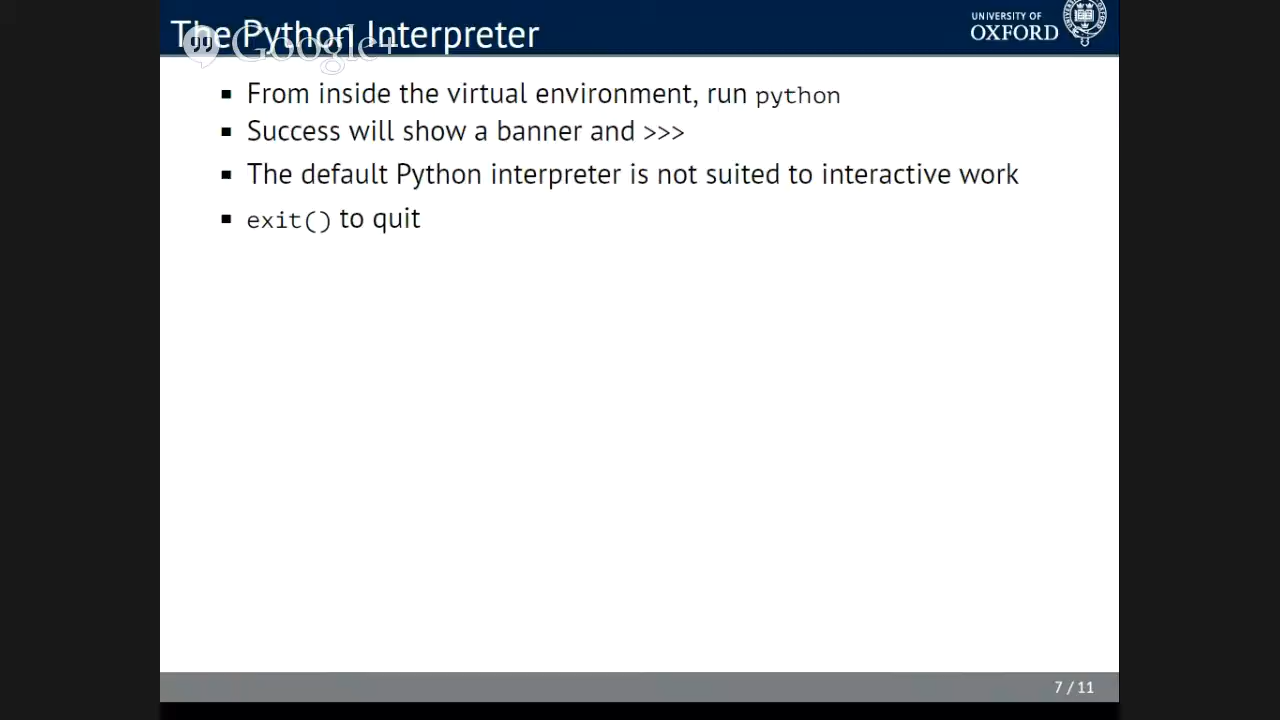 The Python Interpreter
Google+
UNIVERSITY OF
OXFORD
▪ From inside the virtual environment, run python
▪ Success will show a banner and >>>
▪ The default Python interpreter is not suited to interactive work
▪ exit() to quit
7 / 11